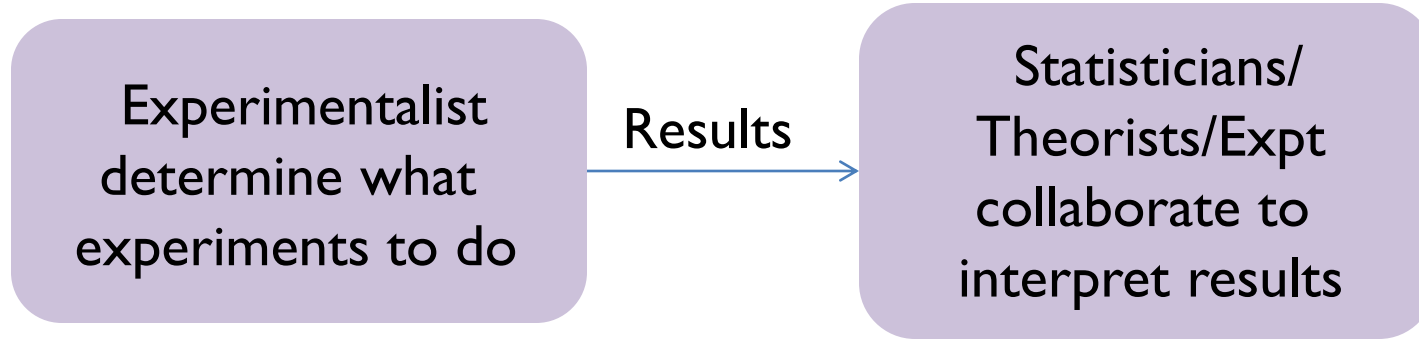 Experimentalist
determine what
experiments to do
Results
Statisticians/
Theorists/Expt
collaborate to
interpret results